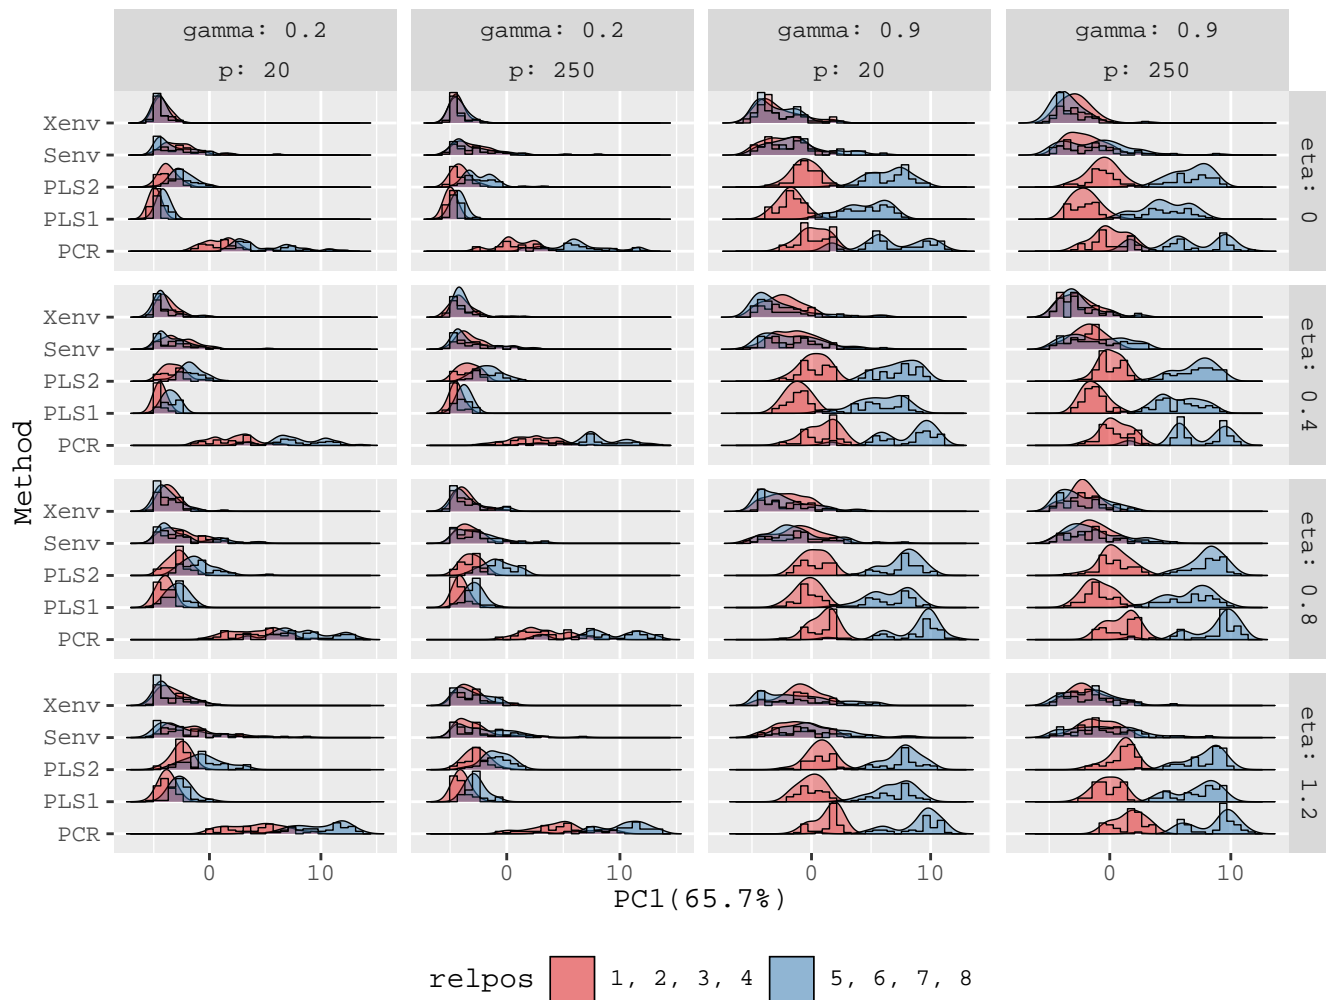 gamma: 0.2
gamma: 0.2
gamma: 0.9
gamma: 0.9
p: 20
p: 250
p: 20
p: 250
Xenv
Senv
PLS2
PLS1
PCR
eta: 0
Xenv
Senv
PLS2
PLS1
PCR
eta: 0.4
Xenv
Senv
PLS2
PLS1
PCR
eta: 0.8
Xenv
Senv
PLS2
PLS1
PCR
eta: 1.2
Method
0 10
0 10
0 10
0 10
PC1(65.7%)
relpos 1, 2, 3, 4 5, 6, 7, 8